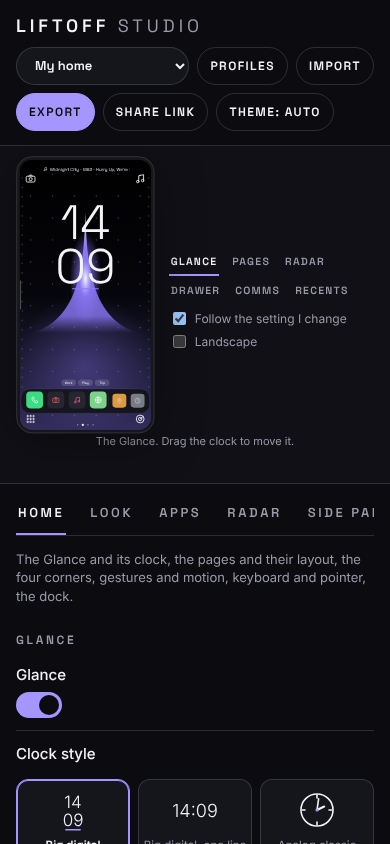 LIFTOFF STUDIO
My home
PROFILES
IMPORT
EXPORT
SHARE LINK
THEME: AUTO
14
09
GLANCE
PAGES
RADAR
DRAWER
COMMS
RECENTS
Follow the setting I change
Landscape
The Glance. Drag the clock to move it.
HOME
LOOK
APPS
RADAR
The Glance and its clock, the pages and their layout, the
four corners, gestures and motion, keyboard and pointer,
the dock.
GLANCE
Glance
Clock style
14
09
14:09